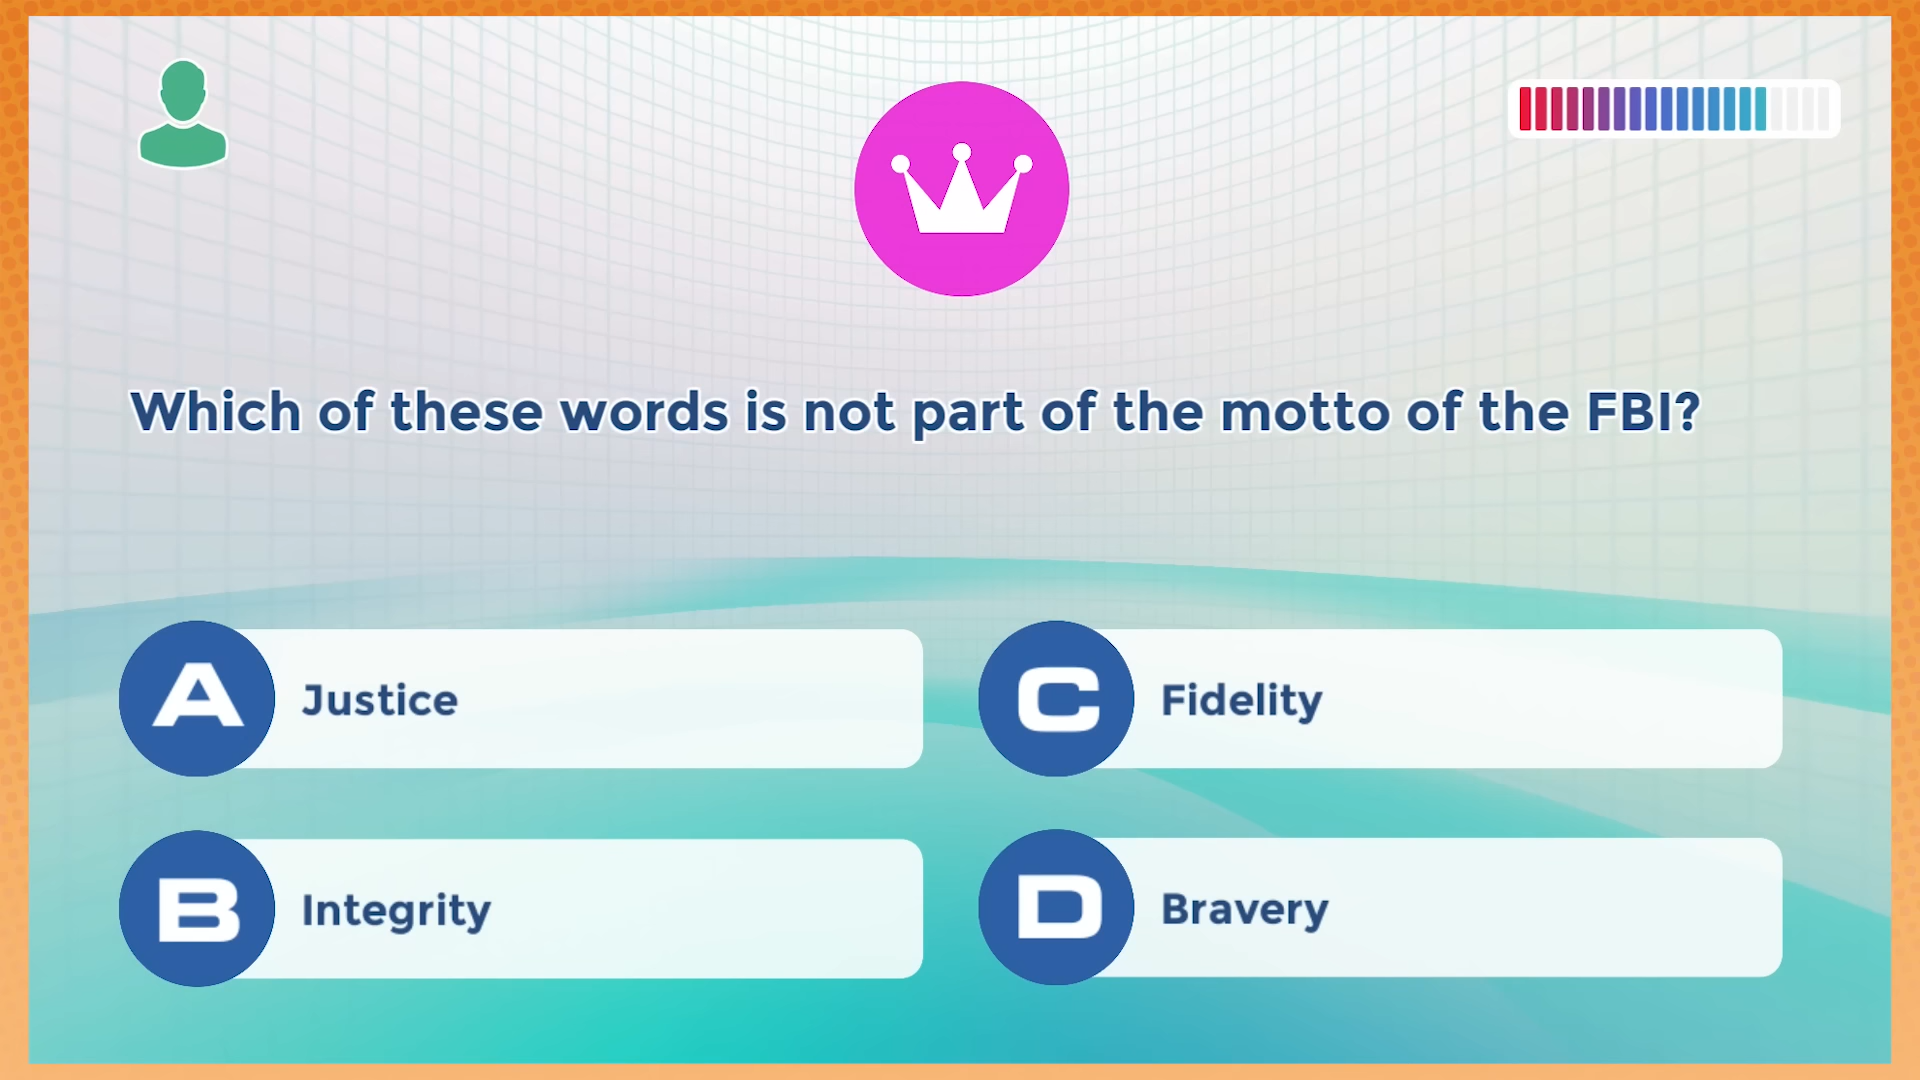 Which of these words is not part of the motto of the FBI?
A Justice
B Integrity
C Fidelity
D Bravery